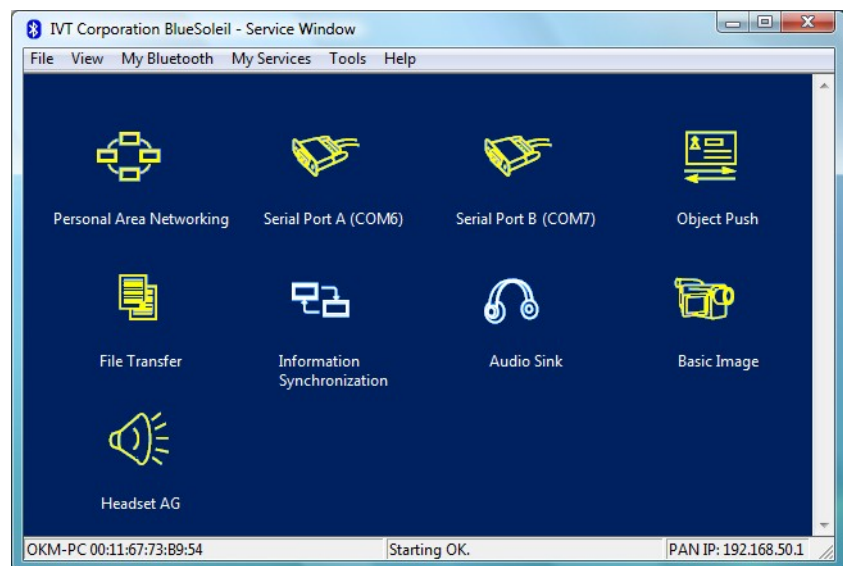 IVT Corporation BlueSoleil - Service Window
File View My Bluetooth My Services Tools Help
Personal Area Networking
Serial Port A (COM6)
Serial Port B (COM7)
Object Push
File Transfer
Information
Synchronization
Audio Sink
Basic Image
Headset AG
OKM-PC 00:11:67:73:B9:54
Starting OK.
PAN IP: 192.168.50.1